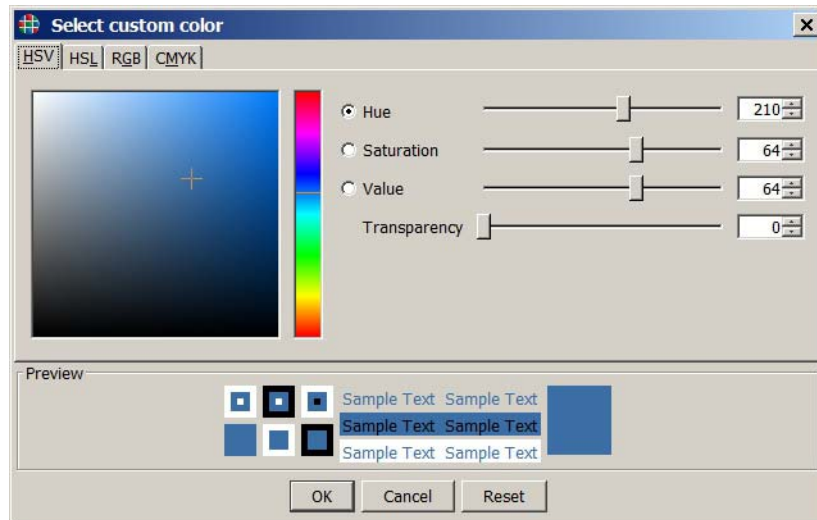 Select custom color
HSV HSL RGB CMYK
Hue 210
Saturation 64
Value 64
Transparency 0
Preview
Sample Text Sample Text
Sample Text Sample Text
Sample Text Sample Text
OK Cancel Reset